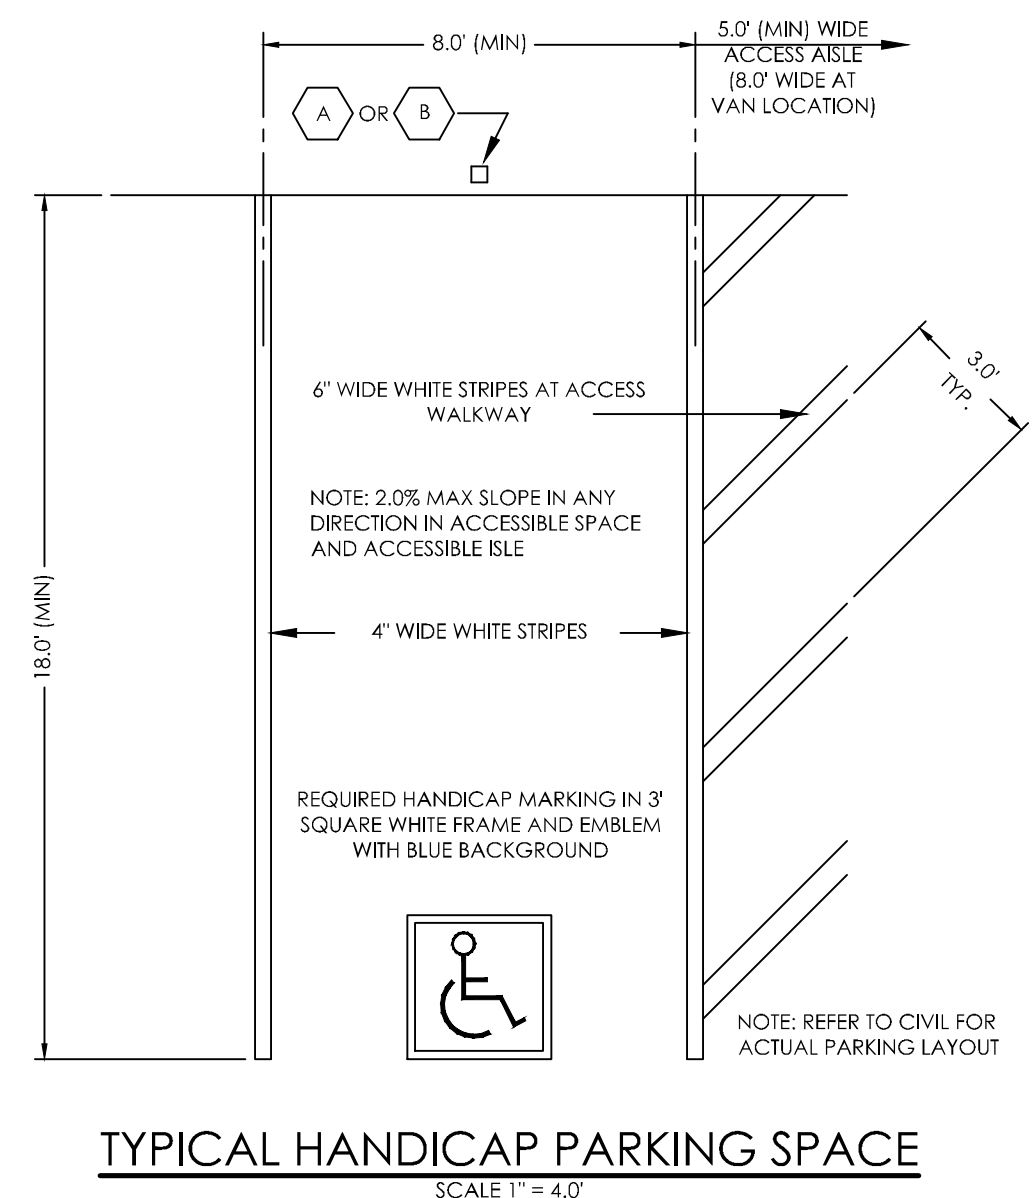 8.0' (MIN)
5.0' (MIN) WIDE
ACCESS AISLE
(8.0' WIDE AT
VAN LOCATION)
A OR B
3.0'
TYP.
6" WIDE WHITE STRIPES AT ACCESS
WALKWAY
NOTE: 2.0% MAX SLOPE IN ANY
DIRECTION IN ACCESSIBLE SPACE
AND ACCESSIBLE ISLE
18.0' (MIN)
4" WIDE WHITE STRIPES
REQUIRED HANDICAP MARKING IN 3'
SQUARE WHITE FRAME AND EMBLEM
WITH BLUE BACKGROUND
NOTE: REFER TO CIVIL FOR
ACTUAL PARKING LAYOUT
TYPICAL HANDICAP PARKING SPACE
SCALE 1" = 4.0'